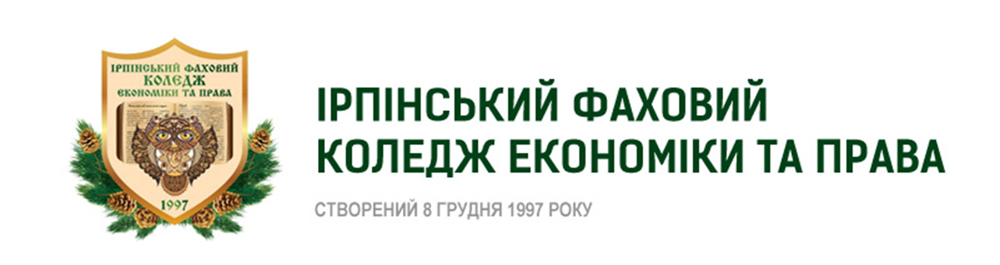 ІРПІНСЬКИЙ ФАХОВИЙ
КОЛЕДЖ
ЕКОНОМІКИ ТА ПРАВА
1997
ІРПІНСЬКИЙ ФАХОВИЙ
КОЛЕДЖ ЕКОНОМІКИ ТА ПРАВА
СТВОРЕНИЙ 8 ГРУДНЯ 1997 РОКУ